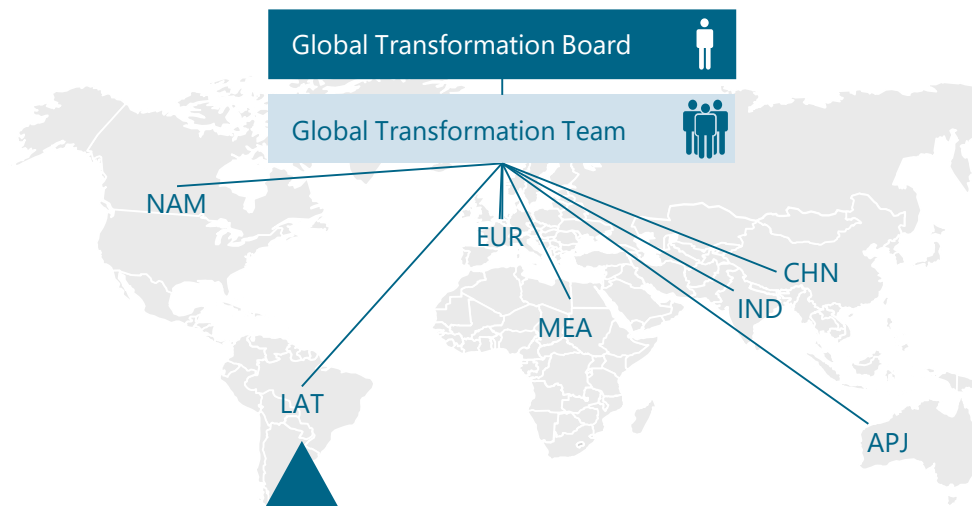 Global Transformation Board
Global Transformation Team
NAM
EUR
CHN
IND
MEA
LAT
APJ